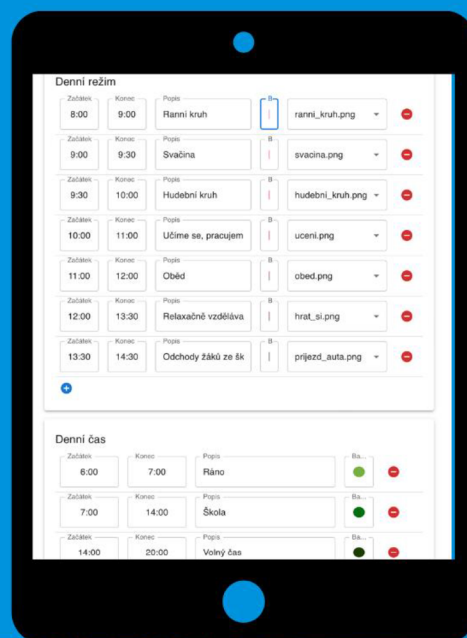 Denní režim
Začátek Konec Popis B
8:00 9:00 Ranní kruh ranni_kruh.png
Začátek Konec Popis B
9:00 9:30 Svačina svacina.png
Začátek Konec Popis B
9:30 10:00 Hudební kruh hudebni_kruh.png
Začátek Konec Popis B
10:00 11:00 Učíme se, pracujem uceni.png
Začátek Konec Popis B
11:00 12:00 Oběd obed.png
Začátek Konec Popis B
12:00 13:30 Relaxačně vzděláva hrat_si.png
Začátek Konec Popis B
13:30 14:30 Odchody žáků ze šk prijezd_auta.png
Denní čas
Začátek Konec Popis Ba...
6:00 7:00 Ráno
Začátek Konec Popis Ba...
7:00 14:00 Škola
Začátek Konec Popis Ba...
14:00 20:00 Volný čas